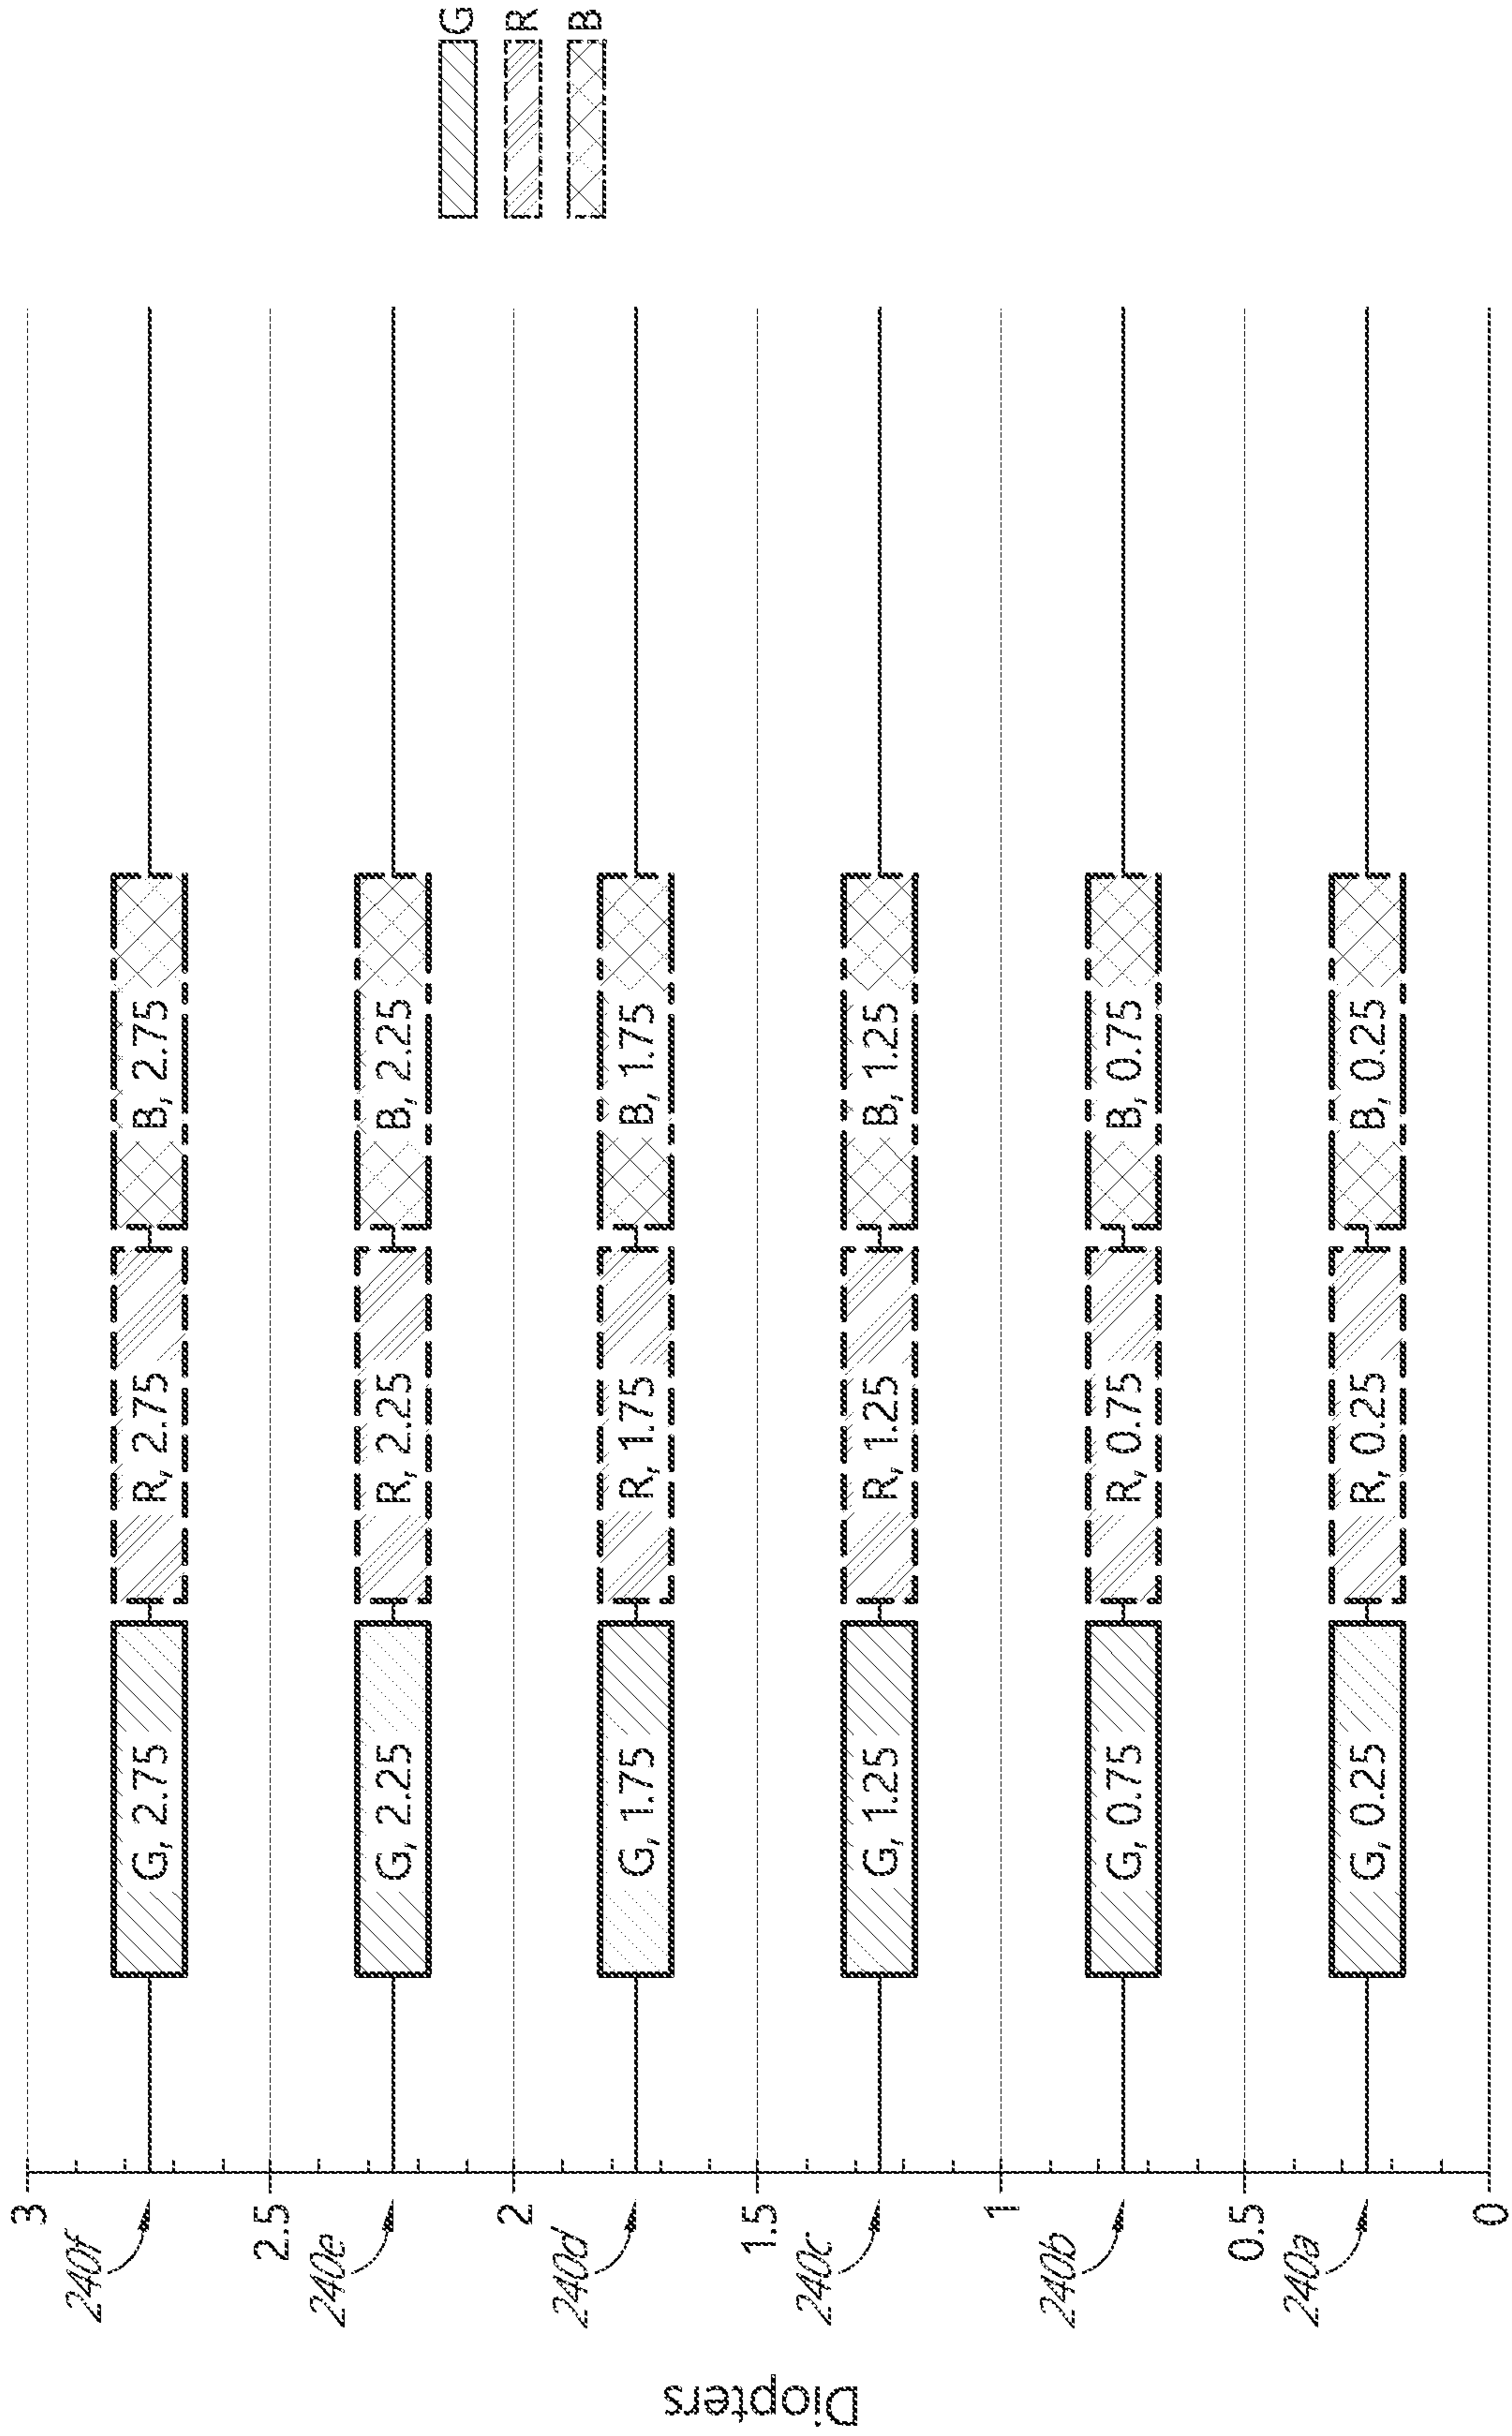 Diopters
3
240f
G, 2.75
R, 2.75
B, 2.75
2.5
240e
G, 2.25
R, 2.25
B, 2.25
2
240d
G, 1.75
R, 1.75
B, 1.75
1.5
240c
G, 1.25
R, 1.25
B, 1.25
1
240b
G, 0.75
R, 0.75
B, 0.75
0.5
240a
G, 0.25
R, 0.25
B, 0.25
0
G
R
B